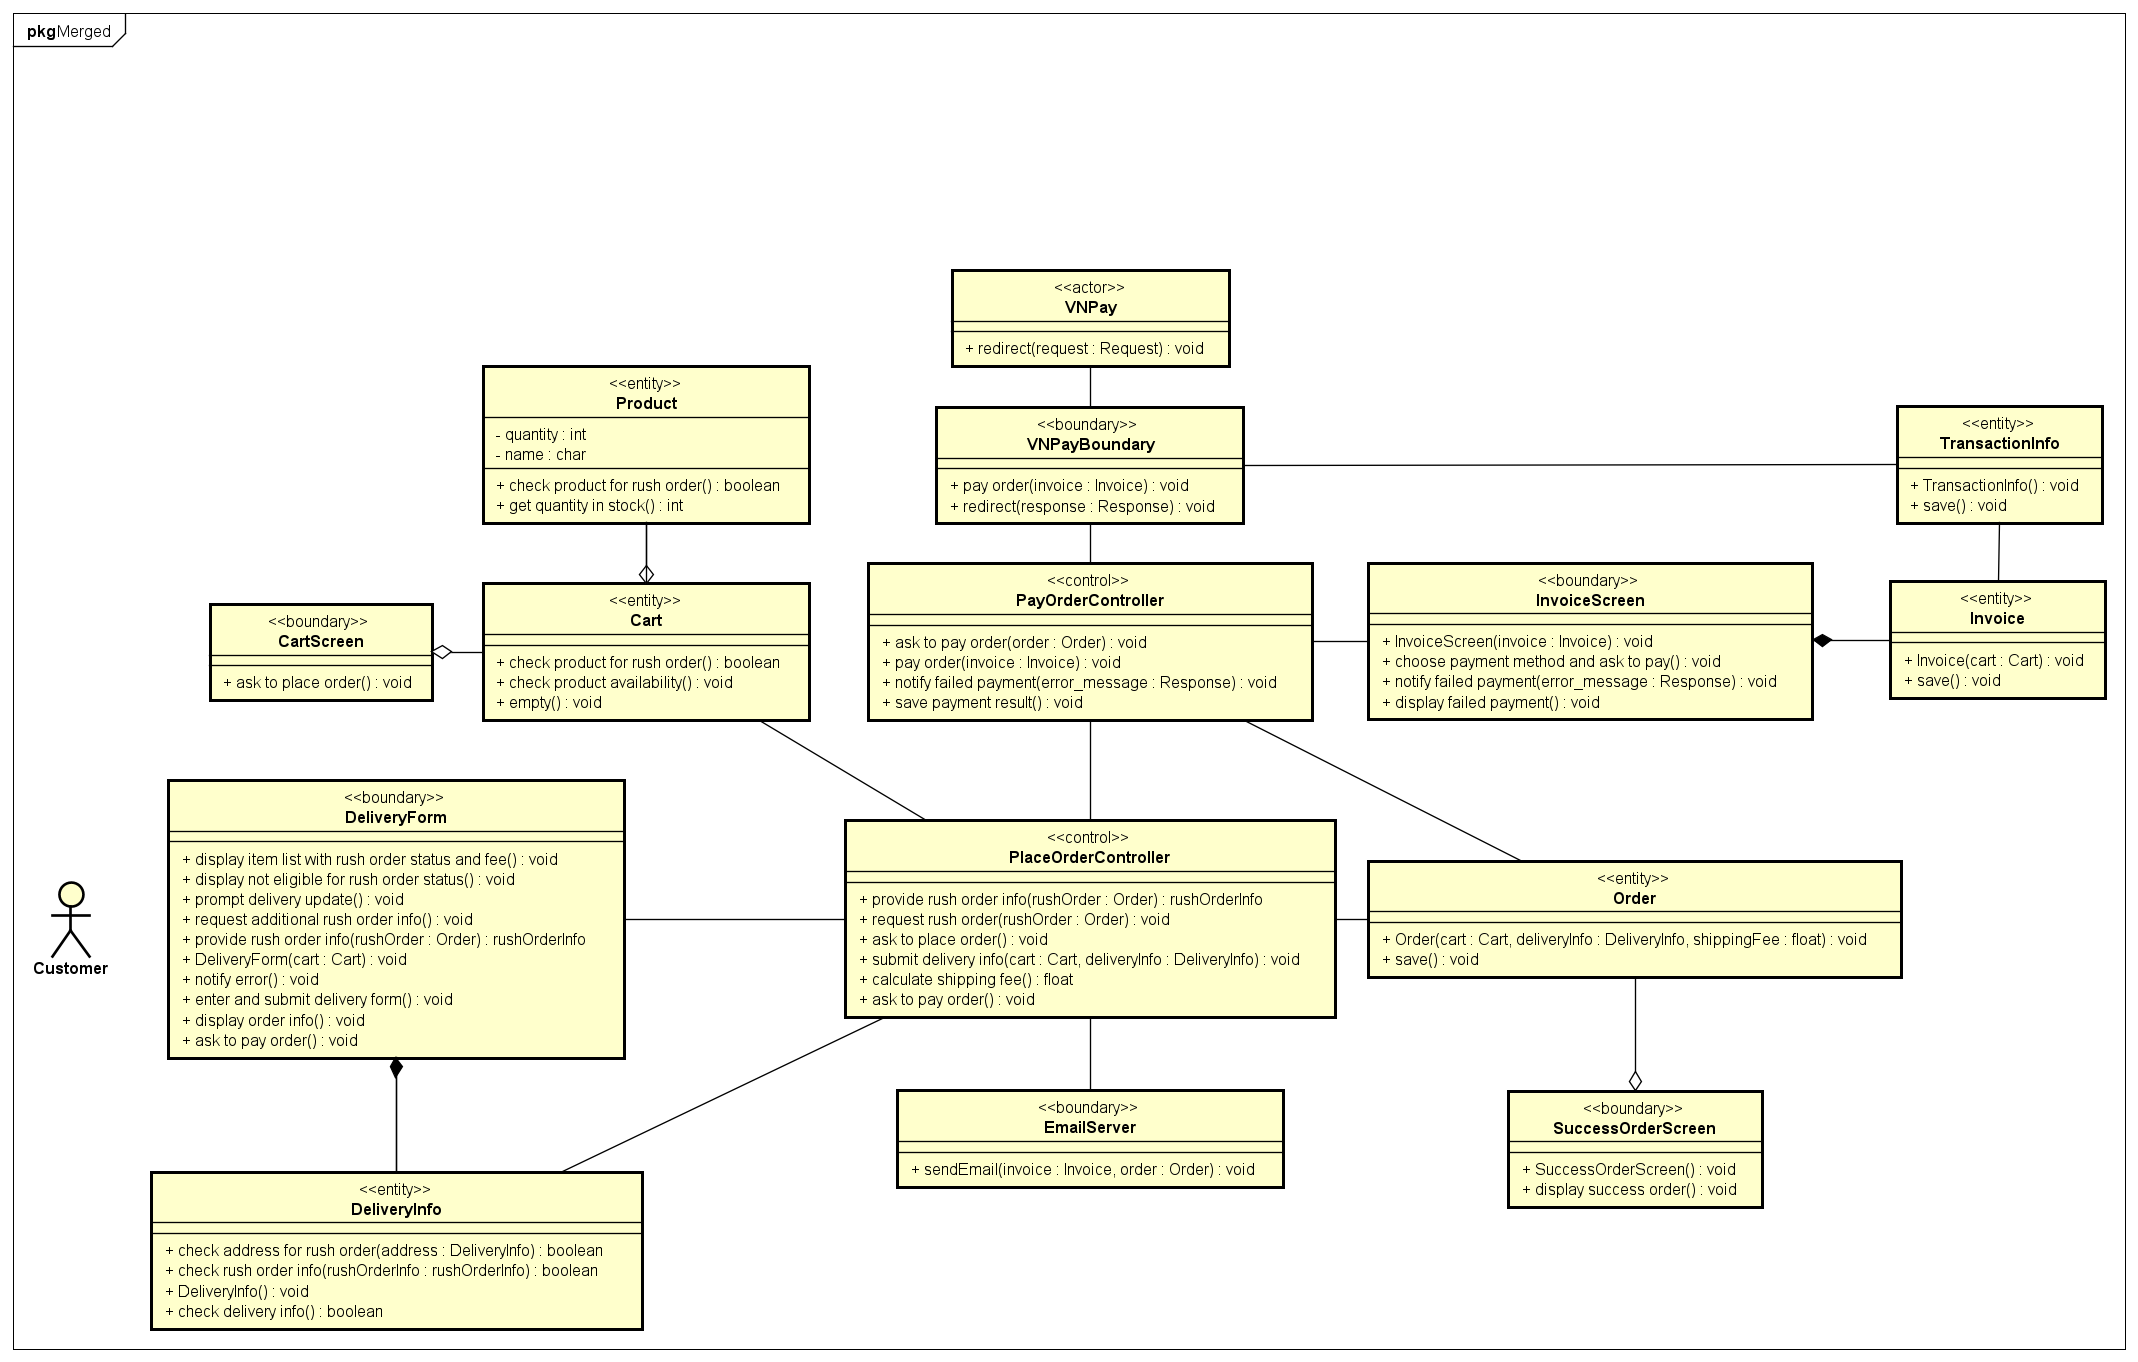 pkgMerged
<<actor>>
VNPay
+ redirect(request : Request) : void
<<entity>>
Product
- quantity : int
- name : char
+ check product for rush order() : boolean
+ get quantity in stock() : int
<<boundary>>
VNPayBoundary
+ pay order(invoice : Invoice) : void
+ redirect(response : Response) : void
<<entity>>
TransactionInfo
+ TransactionInfo() : void
+ save() : void
<<boundary>>
CartScreen
+ ask to place order() : void
<<entity>>
Cart
+ check product for rush order() : boolean
+ check product availability() : void
+ empty() : void
<<control>>
PayOrderController
+ ask to pay order(order : Order) : void
+ pay order(invoice : Invoice) : void
+ notify failed payment(error_message : Response) : void
+ save payment result() : void
<<boundary>>
InvoiceScreen
+ InvoiceScreen(invoice : Invoice) : void
+ choose payment method and ask to pay() : void
+ notify failed payment(error_message : Response) : void
+ display failed payment() : void
<<entity>>
Invoice
+ Invoice(cart : Cart) : void
+ save() : void
Customer
<<boundary>>
DeliveryForm
+ display item list with rush order status and fee() : void
+ display not eligible for rush order status() : void
+ prompt delivery update() : void
+ request additional rush order info() : void
+ provide rush order info(rushOrder : Order) : rushOrderInfo
+ DeliveryForm(cart : Cart) : void
+ notify error() : void
+ enter and submit delivery form() : void
+ display order info() : void
+ ask to pay order() : void
<<control>>
PlaceOrderController
+ provide rush order info(rushOrder : Order) : rushOrderInfo
+ request rush order(rushOrder : Order) : void
+ ask to place order() : void
+ submit delivery info(cart : Cart, deliveryInfo : DeliveryInfo) : void
+ calculate shipping fee() : float
+ ask to pay order() : void
<<entity>>
Order
+ Order(cart : Cart, deliveryInfo : DeliveryInfo, shippingFee : float) : void
+ save() : void
<<entity>>
DeliveryInfo
+ check address for rush order(address : DeliveryInfo) : boolean
+ check rush order info(rushOrderInfo : rushOrderInfo) : boolean
+ DeliveryInfo() : void
+ check delivery info() : boolean
<<boundary>>
EmailServer
+ sendEmail(invoice : Invoice, order : Order) : void
<<boundary>>
SuccessOrderScreen
+ SuccessOrderScreen() : void
+ display success order() : void